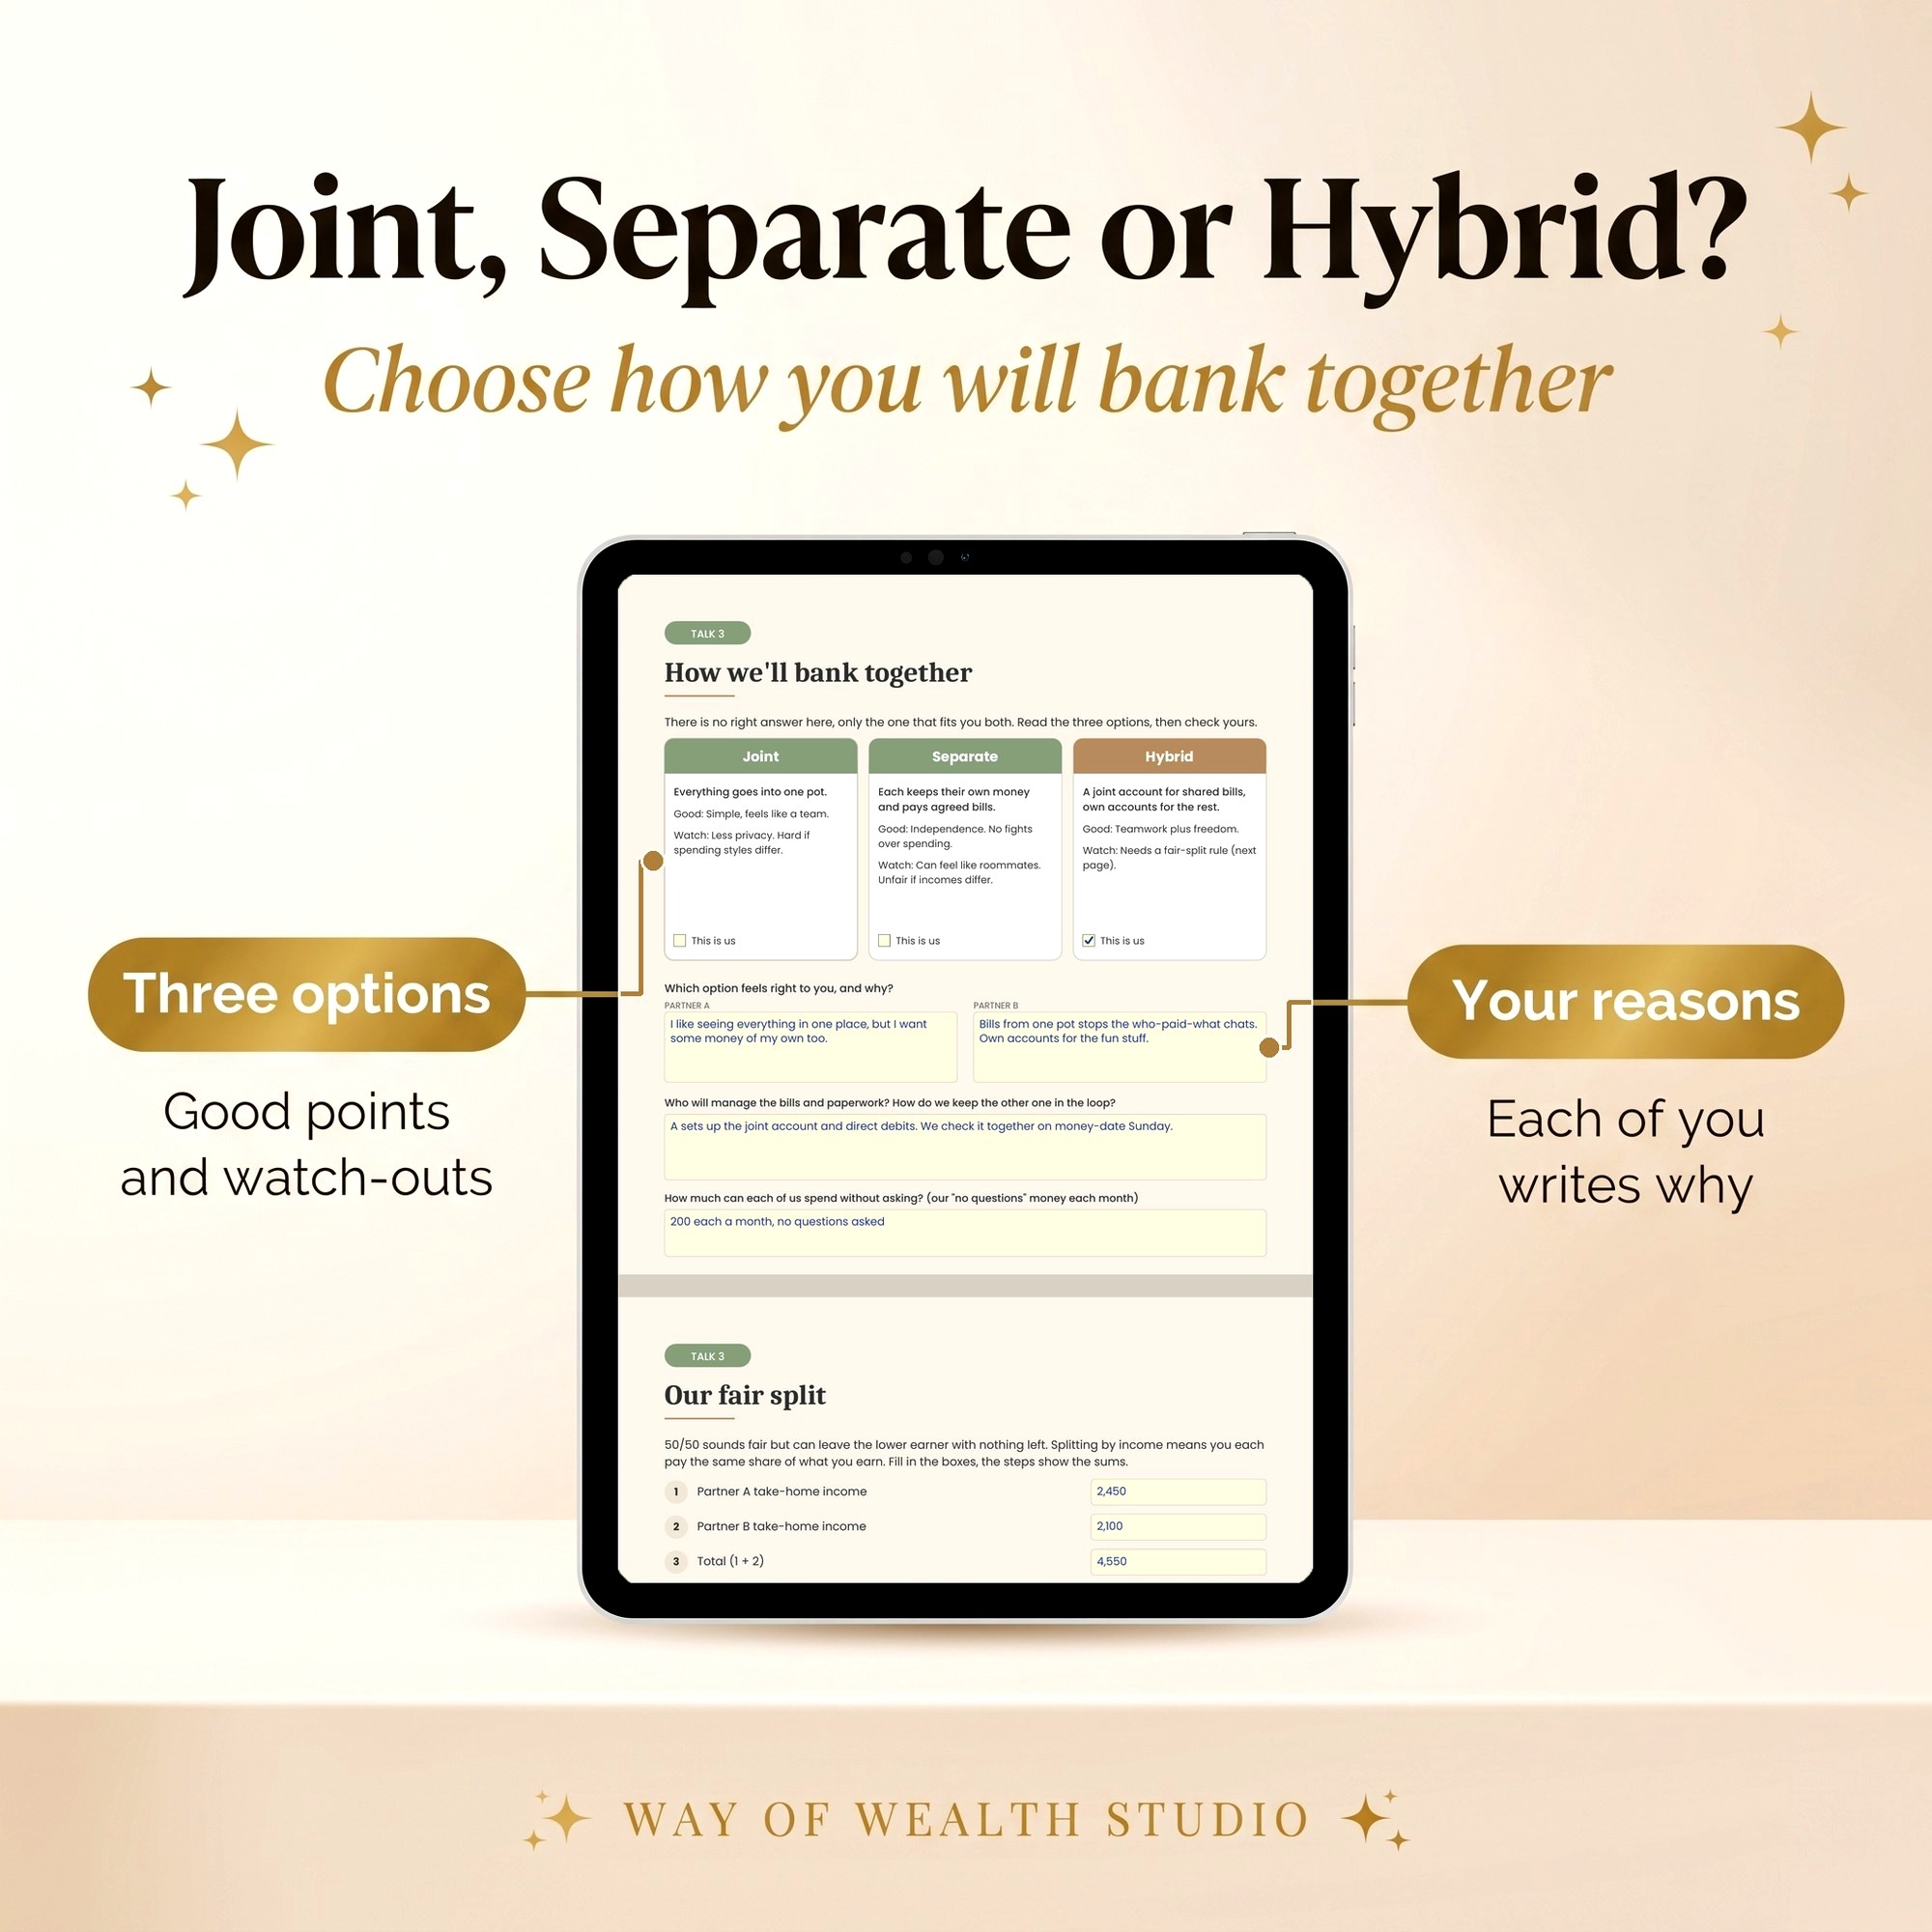 Joint, Separate or Hybrid?
Choose how you will bank together
TALK 3
How we'll bank together
There is no right answer here, only the one that fits you both. Read the three options, then check yours.
Joint
Everything goes into one pot.
Good: Simple, feels like a team.
Watch: Less privacy. Hard if
spending styles differ.
This is us
Separate
Each keeps their own money
and pays agreed bills.
Good: Independence. No fights
over spending.
Watch: Can feel like roommates.
Unfair if incomes differ.
This is us
Hybrid
A joint account for shared bills,
own accounts for the rest.
Good: Teamwork plus freedom.
Watch: Needs a fair-split rule (next
page).
This is us
Three options
Good points
and watch-outs
Your reasons
Each of you
writes why
Which option feels right to you, and why?
PARTNER A
I like seeing everything in one place, but I want
some money of my own too.
PARTNER B
Bills from one pot stops the who-paid-what chats.
Own accounts for the fun stuff.
Who will manage the bills and paperwork? How do we keep the other one in the loop?
A sets up the joint account and direct debits. We check it together on money-date Sunday.
How much can each of us spend without asking? (our "no questions" money each month)
200 each a month, no questions asked
TALK 3
Our fair split
50/50 sounds fair but can leave the lower earner with nothing left. Splitting by income means you each
pay the same share of what you earn. Fill in the boxes, the steps show the sums.
1 Partner A take-home income 2,450
2 Partner B take-home income 2,100
3 Total (1 + 2) 4,550
WAY OF WEALTH STUDIO